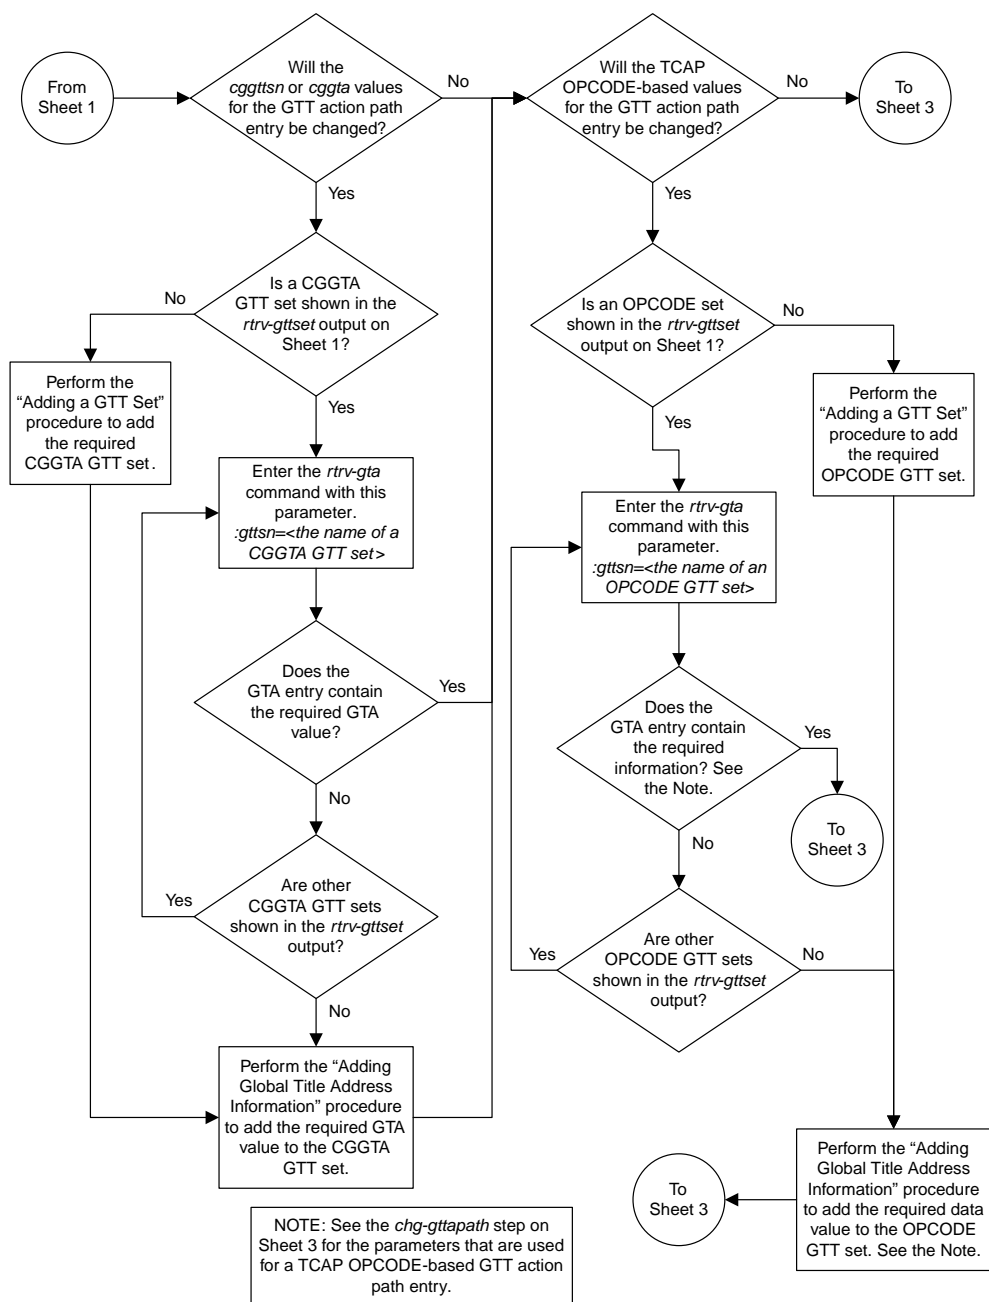 From
Sheet 1
Will the
cggttsn or cggta values
for the GTT action path
entry be changed?
No
Yes
Will the TCAP
OPCODE-based values
for the GTT action path
entry be changed?
No
To
Sheet 3
Yes
Is a CGGTA
GTT set shown in the
rtrv-gttset output on
Sheet 1?
No
Yes
Perform the
“Adding a GTT Set”
procedure to add
the required
CGGTA GTT set.
Enter the rtrv-gta
command with this
parameter.
:gttsn=<the name of a
CGGTA GTT set>
Does the
GTA entry contain
the required GTA
value?
Yes
No
Are other
CGGTA GTT sets
shown in the rtrv-gttset
output?
Yes
No
Perform the “Adding
Global Title Address
Information” procedure
to add the required GTA
value to the CGGTA
GTT set.
Is an OPCODE set
shown in the rtrv-gttset
output on Sheet 1?
No
Yes
Perform the
“Adding a GTT Set”
procedure to add
the required
OPCODE GTT set.
Enter the rtrv-gta
command with this
parameter.
:gttsn=<the name of an
OPCODE GTT set>
Does the
GTA entry contain
the required
information? See
the Note.
Yes
To
Sheet 3
No
Are other
OPCODE GTT sets
shown in the rtrv-gttset
output?
Yes
No
Perform the “Adding
Global Title Address
Information” procedure
to add the required data
value to the OPCODE
GTT set. See the Note.
To
Sheet 3
NOTE: See the chg-gttapath step on
Sheet 3 for the parameters that are used
for a TCAP OPCODE-based GTT action
path entry.